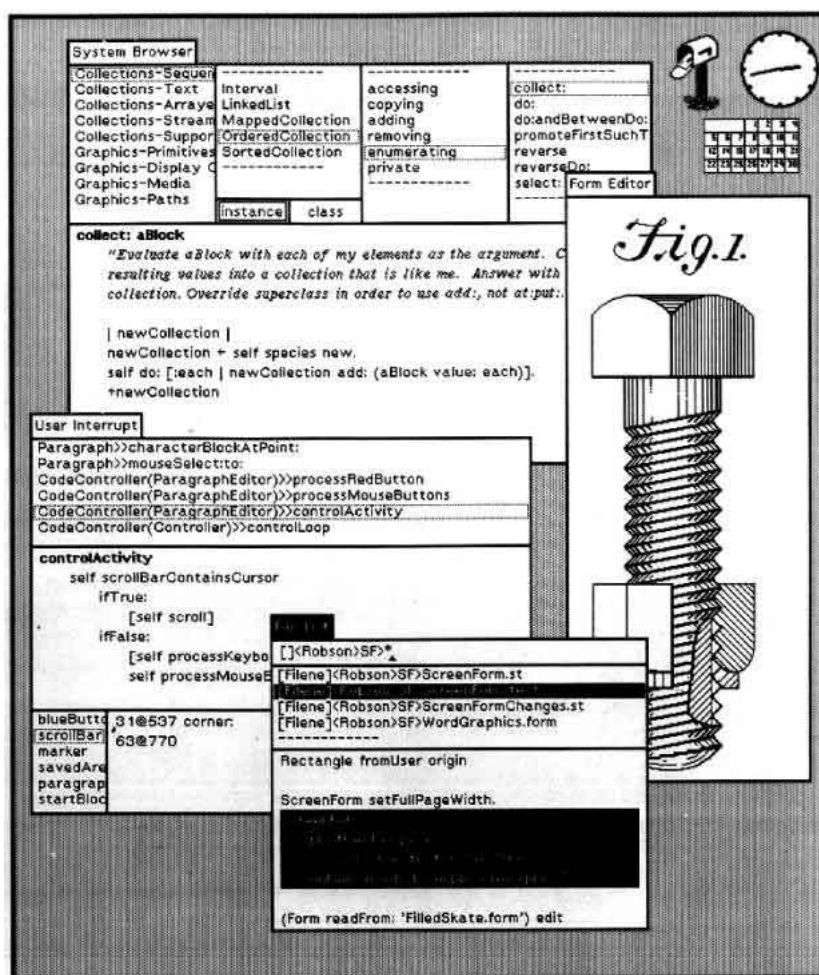 System Browser
Collections-Sequen
Collections-Text
Collections-Arraye
Collections-Stream
Collections-Suppor
Graphics-Primitives
Graphics-Display C
Graphics-Media
Graphics-Paths
------------
Interval
LinkedList
MappedCollection
OrderedCollection
SortedCollection
------------
instance class
------------
accessing
copying
adding
removing
enumerating
private
------------
------------
collect:
do:
do:andBetweenDo:
promoteFirstSuchT
reverse
reverseDo:
select:
collect: aBlock
"Evaluate aBlock with each of my elements as the argument. C
resulting values into a collection that is like me. Answer with
collection. Override superclass in order to use add:, not at:put:.
| newCollection |
newCollection ← self species new.
self do: [:each | newCollection add: (aBlock value: each)].
↑newCollection
Form Editor
Fig.1.
User Interrupt
Paragraph>>characterBlockAtPoint:
Paragraph>>mouseSelect:to:
CodeController(ParagraphEditor)>>processRedButton
CodeController(ParagraphEditor)>>processMouseButtons
CodeController(ParagraphEditor)>>controlActivity
CodeController(Controller)>>controlLoop
controlActivity
self scrollBarContainsCursor
ifTrue:
[self scroll]
ifFalse:
[self processKeybo
self processMouseB
blueButto
scrollBar
marker
savedAre
paragrap
startBloc
31@537 corner:
63@770
[]<Robson>SF>*
[Filene]<Robson>SF>ScreenForm.st
[Filene]<Robson>SF>ScreenFormChanges.st
[Filene]<Robson>SF>WordGraphics.form
-------------
Rectangle fromUser origin
ScreenForm setFullPageWidth.
(Form readFrom: 'FilledSkate.form') edit